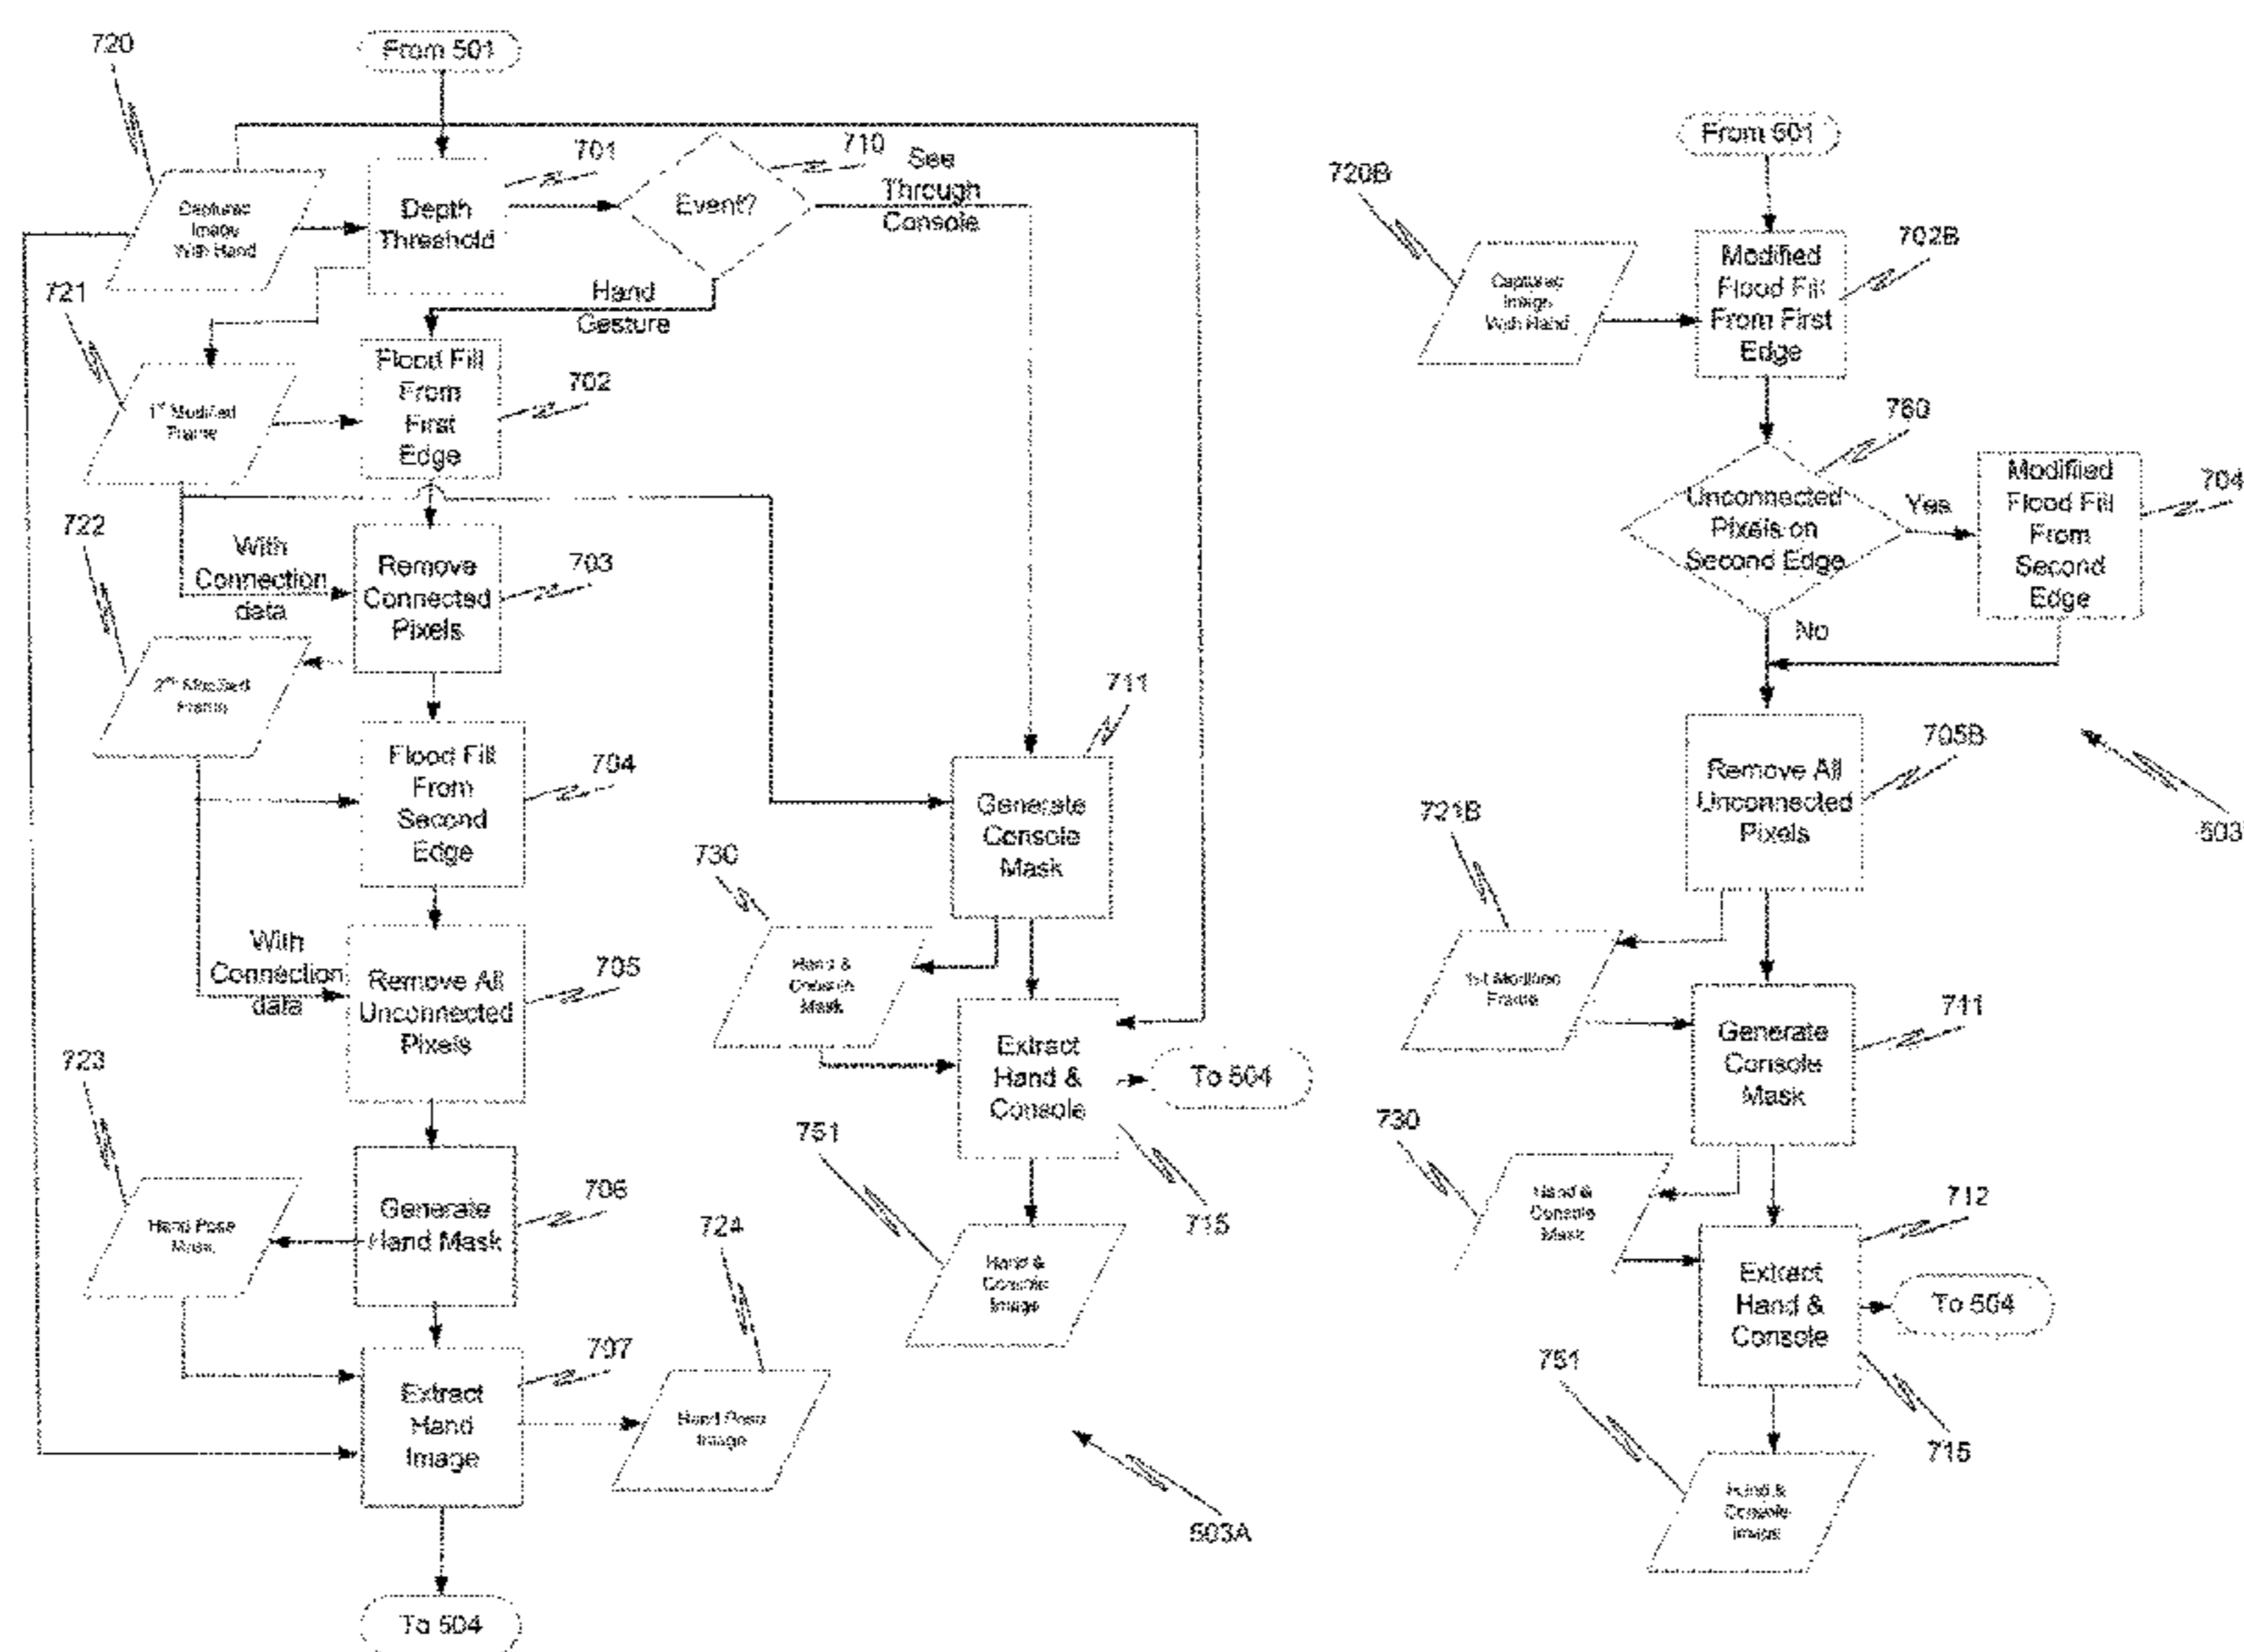 720
From 501
701
710
See
Through
Console
Captured
Image
With Hand
Depth
Threshold
Event?
721
Hand
Gesture
1st Modified
Frame
Flood Fill
From
First
Edge
702
722
With
Connection
data
Remove
Connected
Pixels
703
2nd Modified
Frame
711
Flood Fill
From
Second
Edge
704
Generate
Console
Mask
730
With
Connection
data
Remove All
Unconnected
Pixels
705
Hand &
Console
Mask
723
Extract
Hand &
Console
To 504
751
715
Hand Pose
Mask
Generate
Hand Mask
706
724
Hand &
Console
Image
Extract
Hand
Image
707
Hand Pose
Image
503A
To 504
From 501
720B
Captured
Image
With Hand
Modified
Flood Fill
From First
Edge
702B
760
Unconnected
Pixels on
Second Edge
Yes
Modifiied
Flood Fill
From
Second
Edge
704
No
705B
Remove All
Unconnected
Pixels
503
721B
1st Modified
Frame
Generate
Console
Mask
711
730
Hand &
Console
Mask
712
Extract
Hand &
Console
To 504
751
715
Hand &
Console
Image